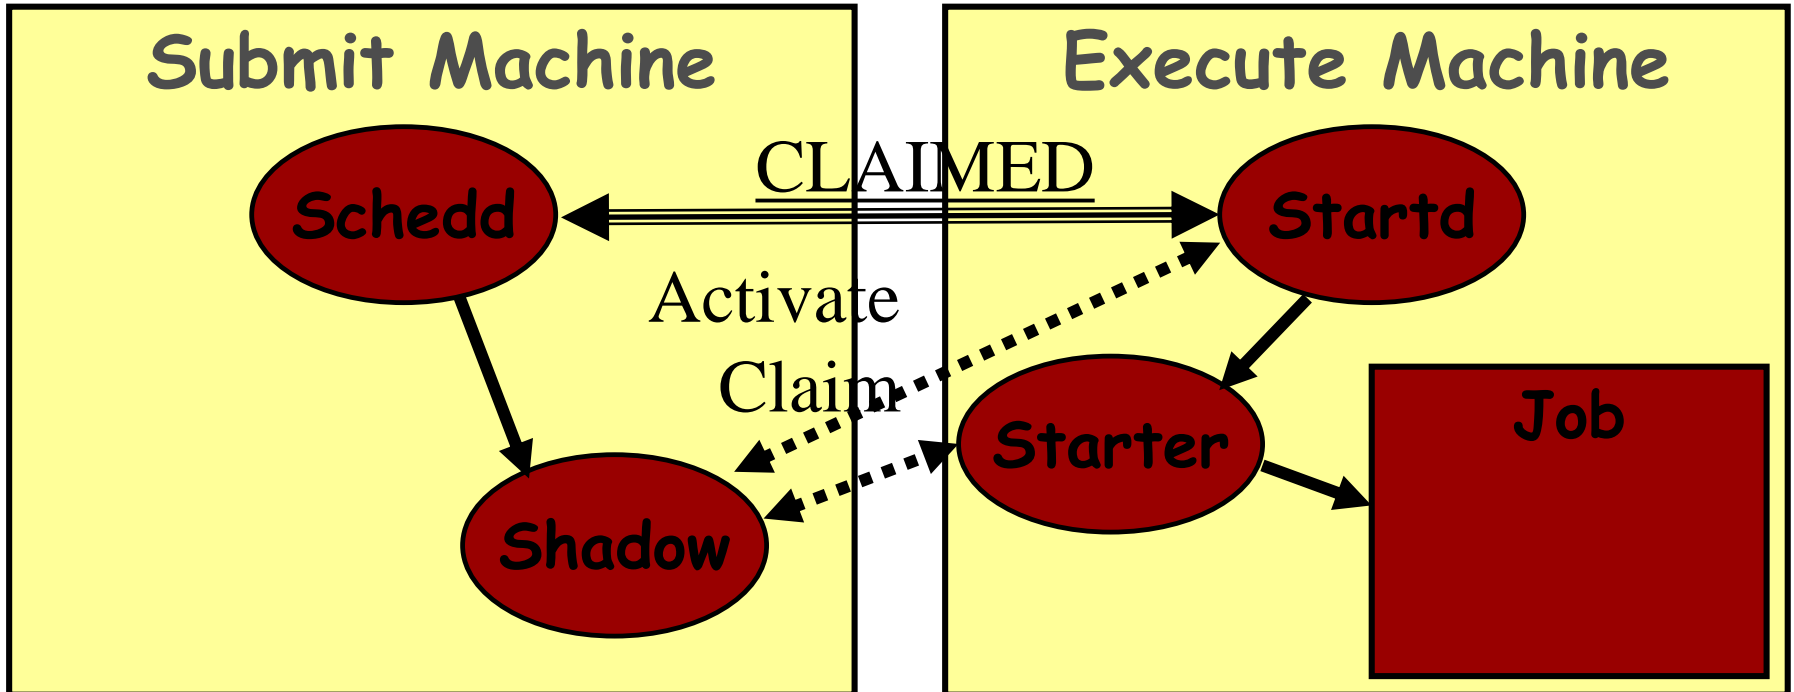 Submit Machine
Execute Machine
CLAIMED
Schedd
Startd
Activate
Claim
Starter
Job
Shadow